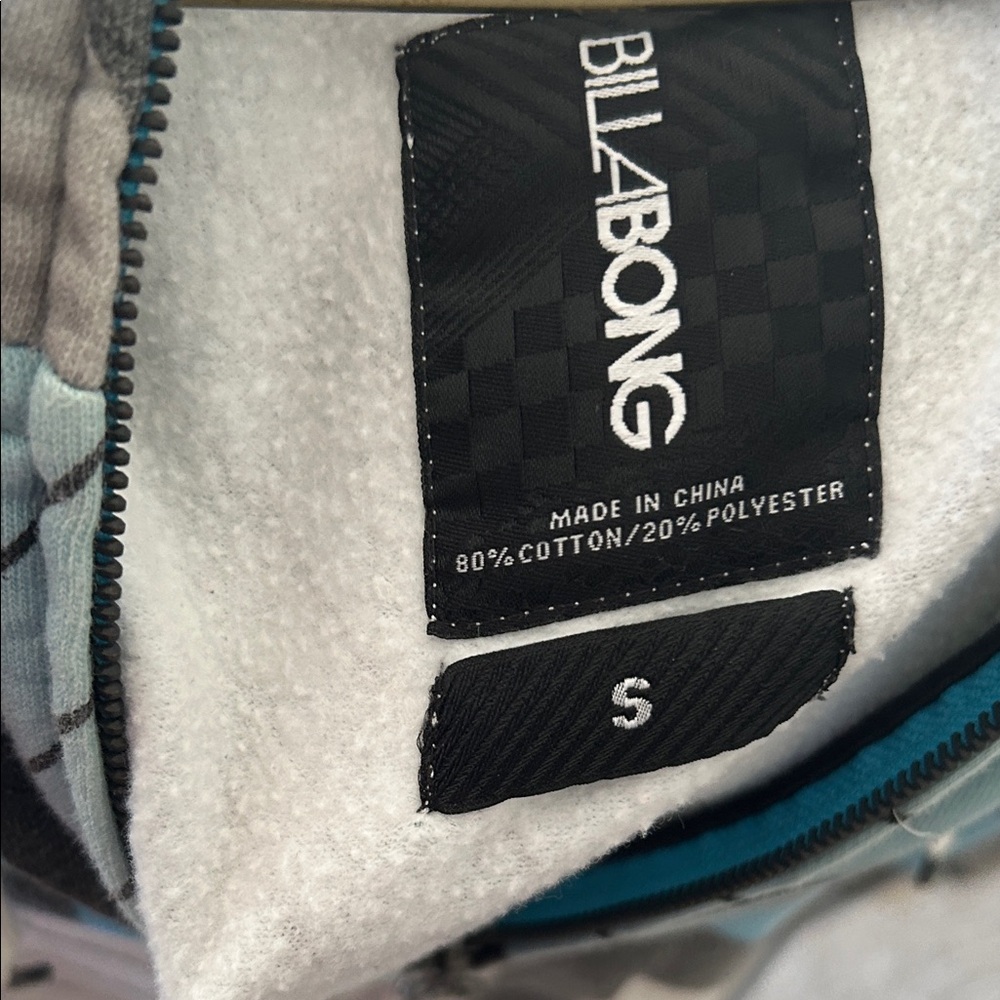 BILLABONG
MADE IN CHINA
80%COTTON/20%POLYESTER
S